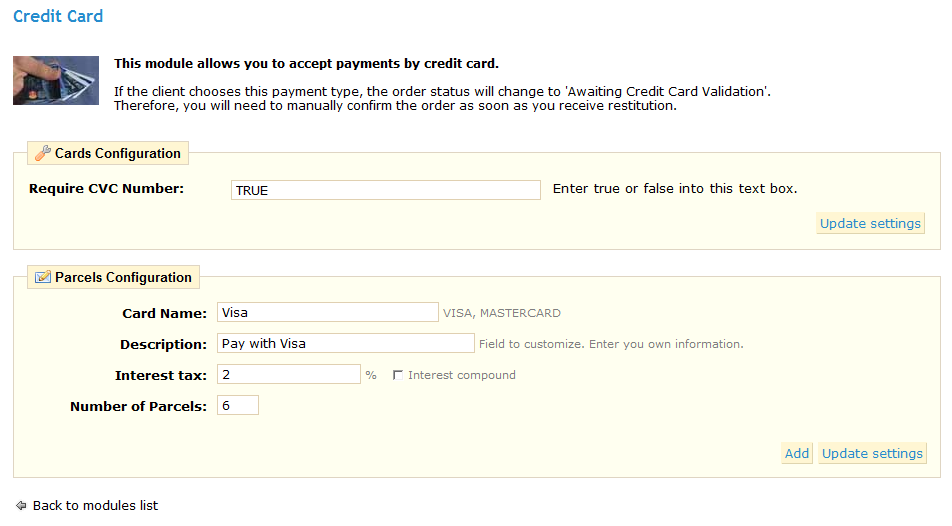 Credit Card
This module allows you to accept payments by credit card.
If the client chooses this payment type, the order status will change to 'Awaiting Credit Card Validation'.
Therefore, you will need to manually confirm the order as soon as you receive restitution.
Cards Configuration
Require CVC Number: TRUE Enter true or false into this text box.
Update settings
Parcels Configuration
Card Name: Visa VISA, MASTERCARD
Description: Pay with Visa Field to customize. Enter you own information.
Interest tax: 2 % Interest compound
Number of Parcels: 6
Add Update settings
Back to modules list